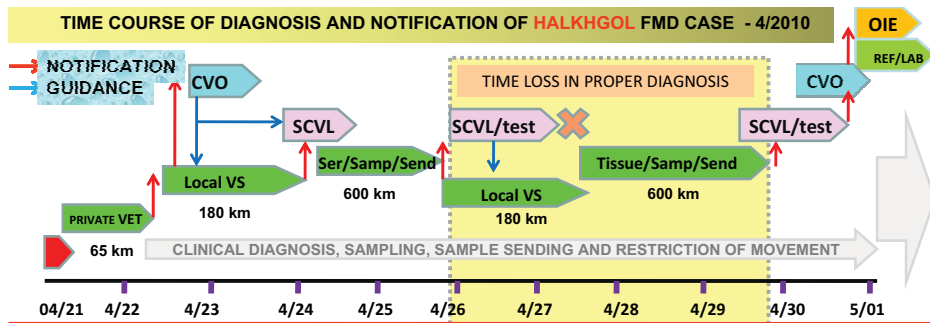 TIME COURSE OF DIAGNOSIS AND NOTIFICATION OF HALKHGOL FMD CASE - 4/2010
OIE
REF/LAB
NOTIFICATION
GUIDANCE
CVO
TIME LOSS IN PROPER DIAGNOSIS
CVO
SCVL
SCVL/test
SCVL/test
Ser/Samp/Send
Tissue/Samp/Send
Local VS
600 km
Local VS
600 km
180 km
180 km
PRIVATE VET
65 km
CLINICAL DIAGNOSIS, SAMPLING, SAMPLE SENDING AND RESTRICTION OF MOVEMENT
04/21 4/22 4/23 4/24 4/25 4/26 4/27 4/28 4/29 4/30 5/01